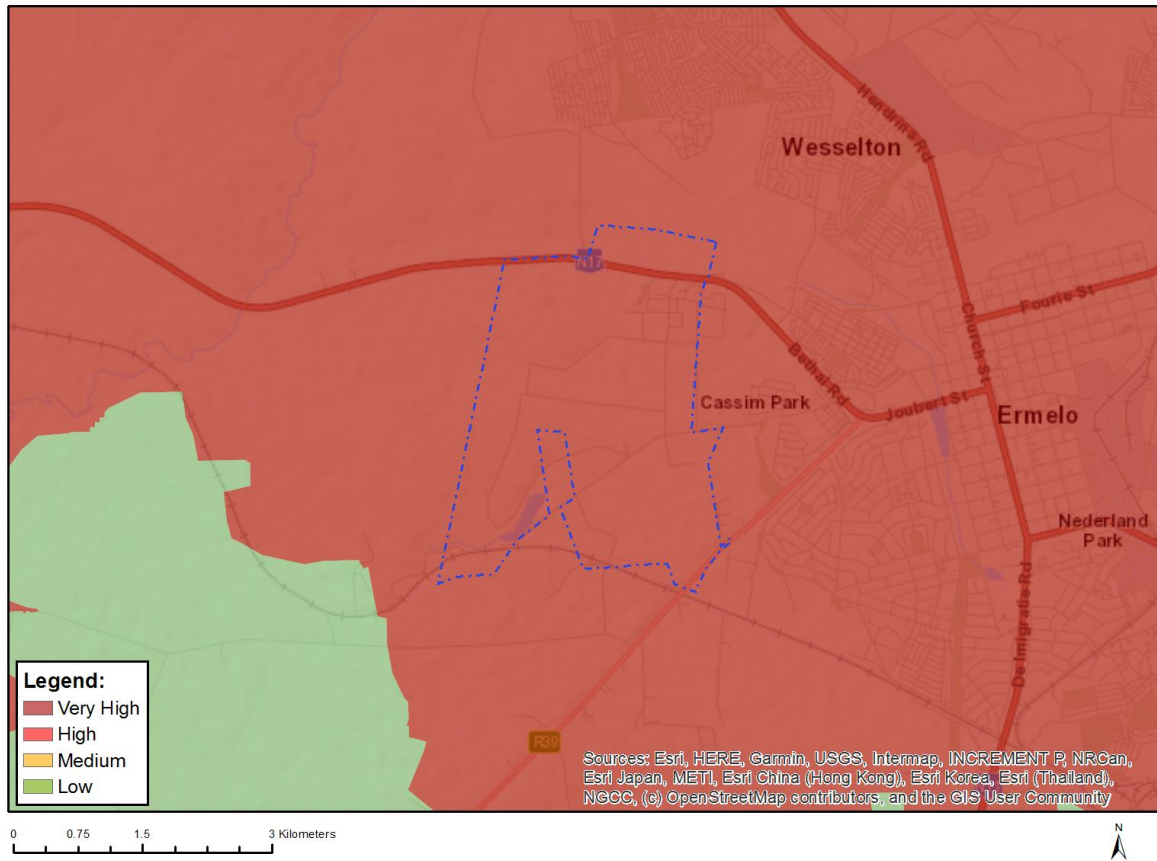 Hendrina Rd
Wesselton
N17
Fourie St
Church St
Bethal Rd
Cassim Park
Joubert St
Ermelo
Nederland
Park
De Imigratie Rd
R39
Legend:
Very High
High
Medium
Low
Sources: Esri, HERE, Garmin, USGS, Intermap, INCREMENT P, NRCan,
Esri Japan, METI, Esri China (Hong Kong), Esri Korea, Esri (Thailand),
NGCC, (c) OpenStreetMap contributors, and the GIS User Community
0 0.75 1.5 3 Kilometers
N